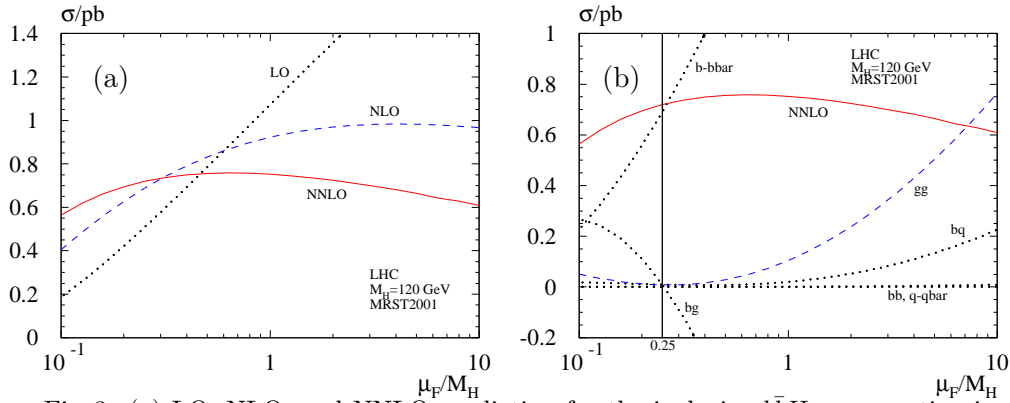 σ/pb
1.4
1.2
1
0.8
0.6
0.4
0.2
0
(a)
LO
NLO
NNLO
LHC
M_H=120 GeV
MRST2001
10^-1
1
10
μ_F/M_H
σ/pb
1
0.8
0.6
0.4
0.2
0
-0.2
(b)
b-bbar
LHC
M_H=120 GeV
MRST2001
NNLO
gg
bq
bb, q-qbar
bg
10^-1
0.25
1
10
μ_F/M_H